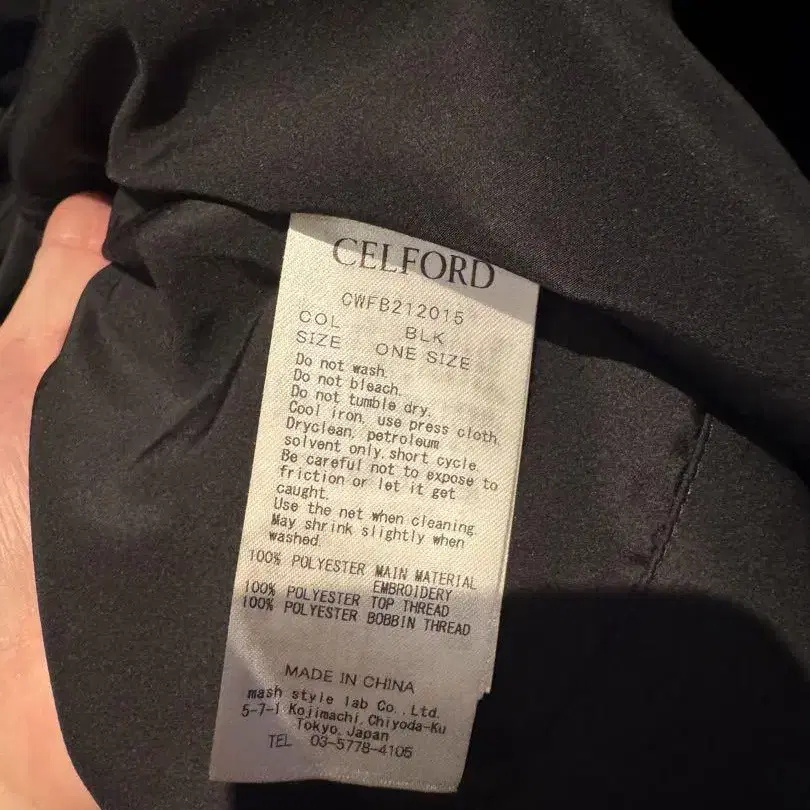 CELFORD
CWFB212015
COL BLK
SIZE ONE SIZE
Do not wash.
Do not bleach.
Do not tumble dry.
Cool iron, use press cloth.
Dryclean, petroleum
solvent only,short cycle.
Be careful not to expose to
friction or let it get
caught.
Use the net when cleaning.
May shrink slightly when
washed.
100% POLYESTER MAIN MATERIAL
EMBROIDERY
100% POLYESTER TOP THREAD
100% POLYESTER BOBBIN THREAD
MADE IN CHINA
mash style lab Co.,Ltd.
5-7-1 Kojimachi,Chiyoda-Ku
Tokyo,Japan
TEL 03-5778-4105